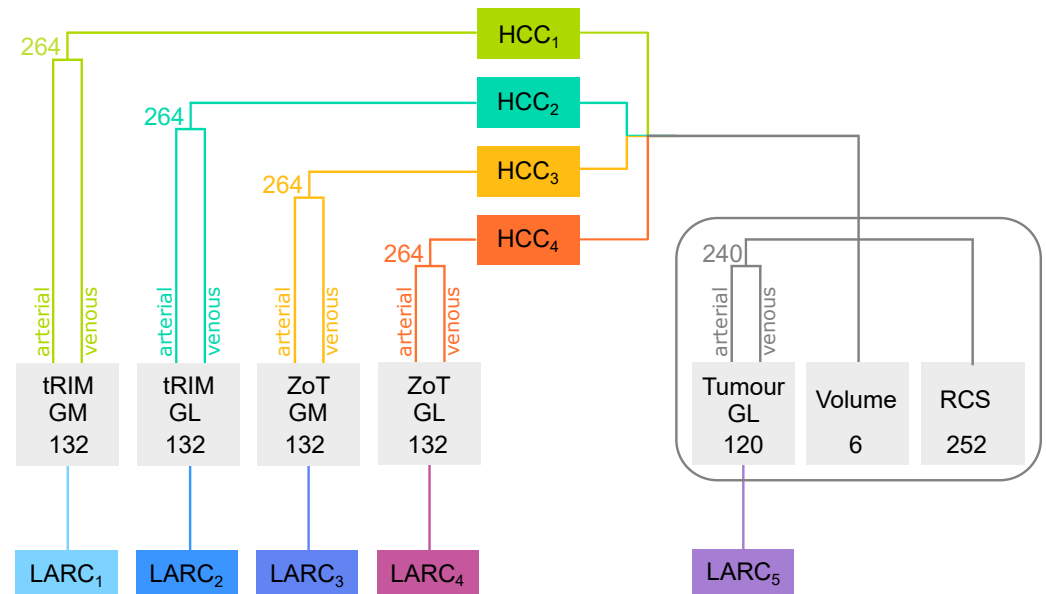 HCC₁
264
HCC₂
264
HCC₃
264
HCC₄
264
240
arterial
venous
arterial
venous
arterial
venous
arterial
venous
arterial
venous
tRIM
GM
132
tRIM
GL
132
ZoT
GM
132
ZoT
GL
132
Tumour
GL
120
Volume
6
RCS
252
LARC₁
LARC₂
LARC₃
LARC₄
LARC₅